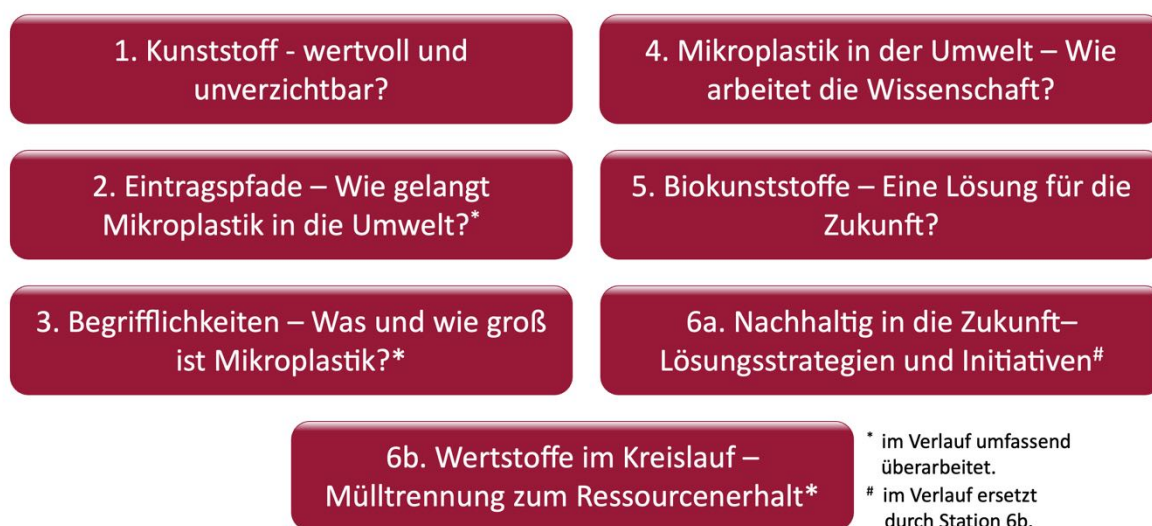 1. Kunststoff - wertvoll und
unverzichtbar?
2. Eintragspfade – Wie gelangt
Mikroplastik in die Umwelt?*
3. Begrifflichkeiten – Was und wie groß
ist Mikroplastik?*
4. Mikroplastik in der Umwelt – Wie
arbeitet die Wissenschaft?
5. Biokunststoffe – Eine Lösung für die
Zukunft?
6a. Nachhaltig in die Zukunft–
Lösungsstrategien und Initiativen#
6b. Wertstoffe im Kreislauf –
Mülltrennung zum Ressourcenerhalt*
* im Verlauf umfassend
überarbeitet.
# im Verlauf ersetzt
durch Station 6b.